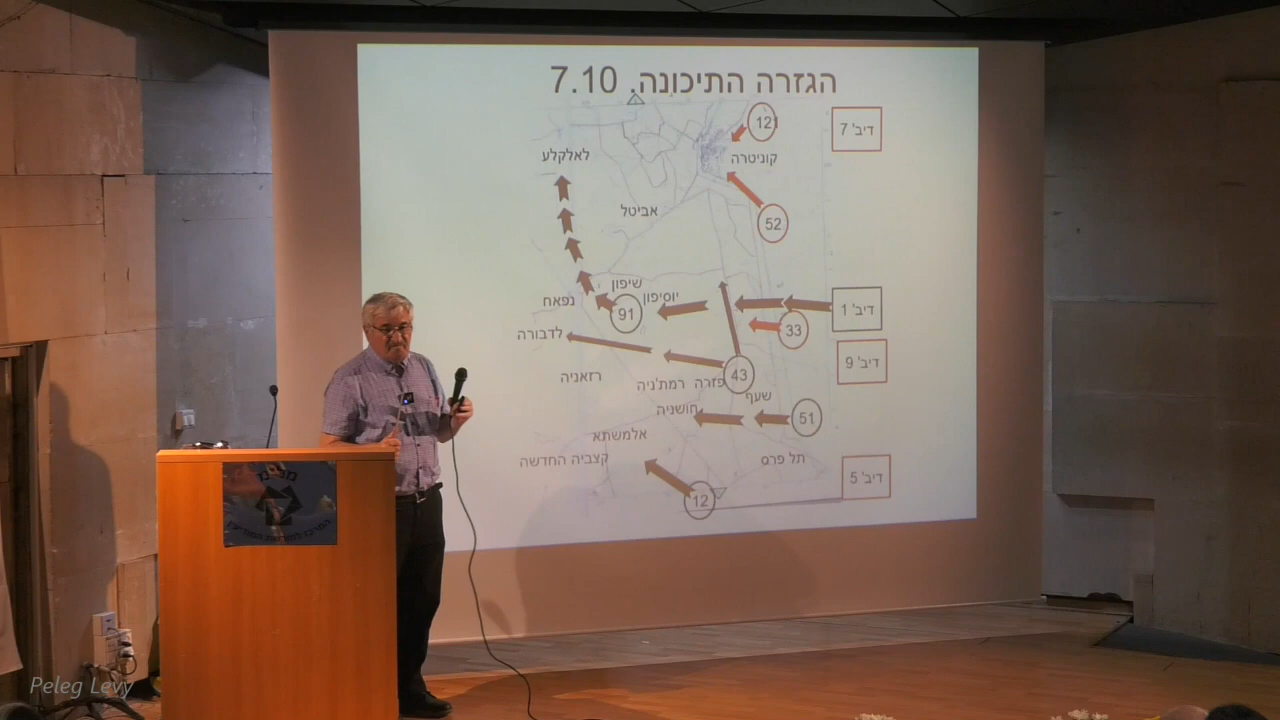 הגזרה התיכונה. 7.10
121
דיב' 7
קוניטרה
לאלקלע
אביטל
52
שיפון
יוסיפון
נפאח
91
דיב' 1
33
לדבורה
דיב' 9
43
רזאניה
רמת'ניה
פזרה
שעף
חושניה
51
אלמשתא
קצביה החדשה
תל פרס
דיב' 5
12
Peleg Levy